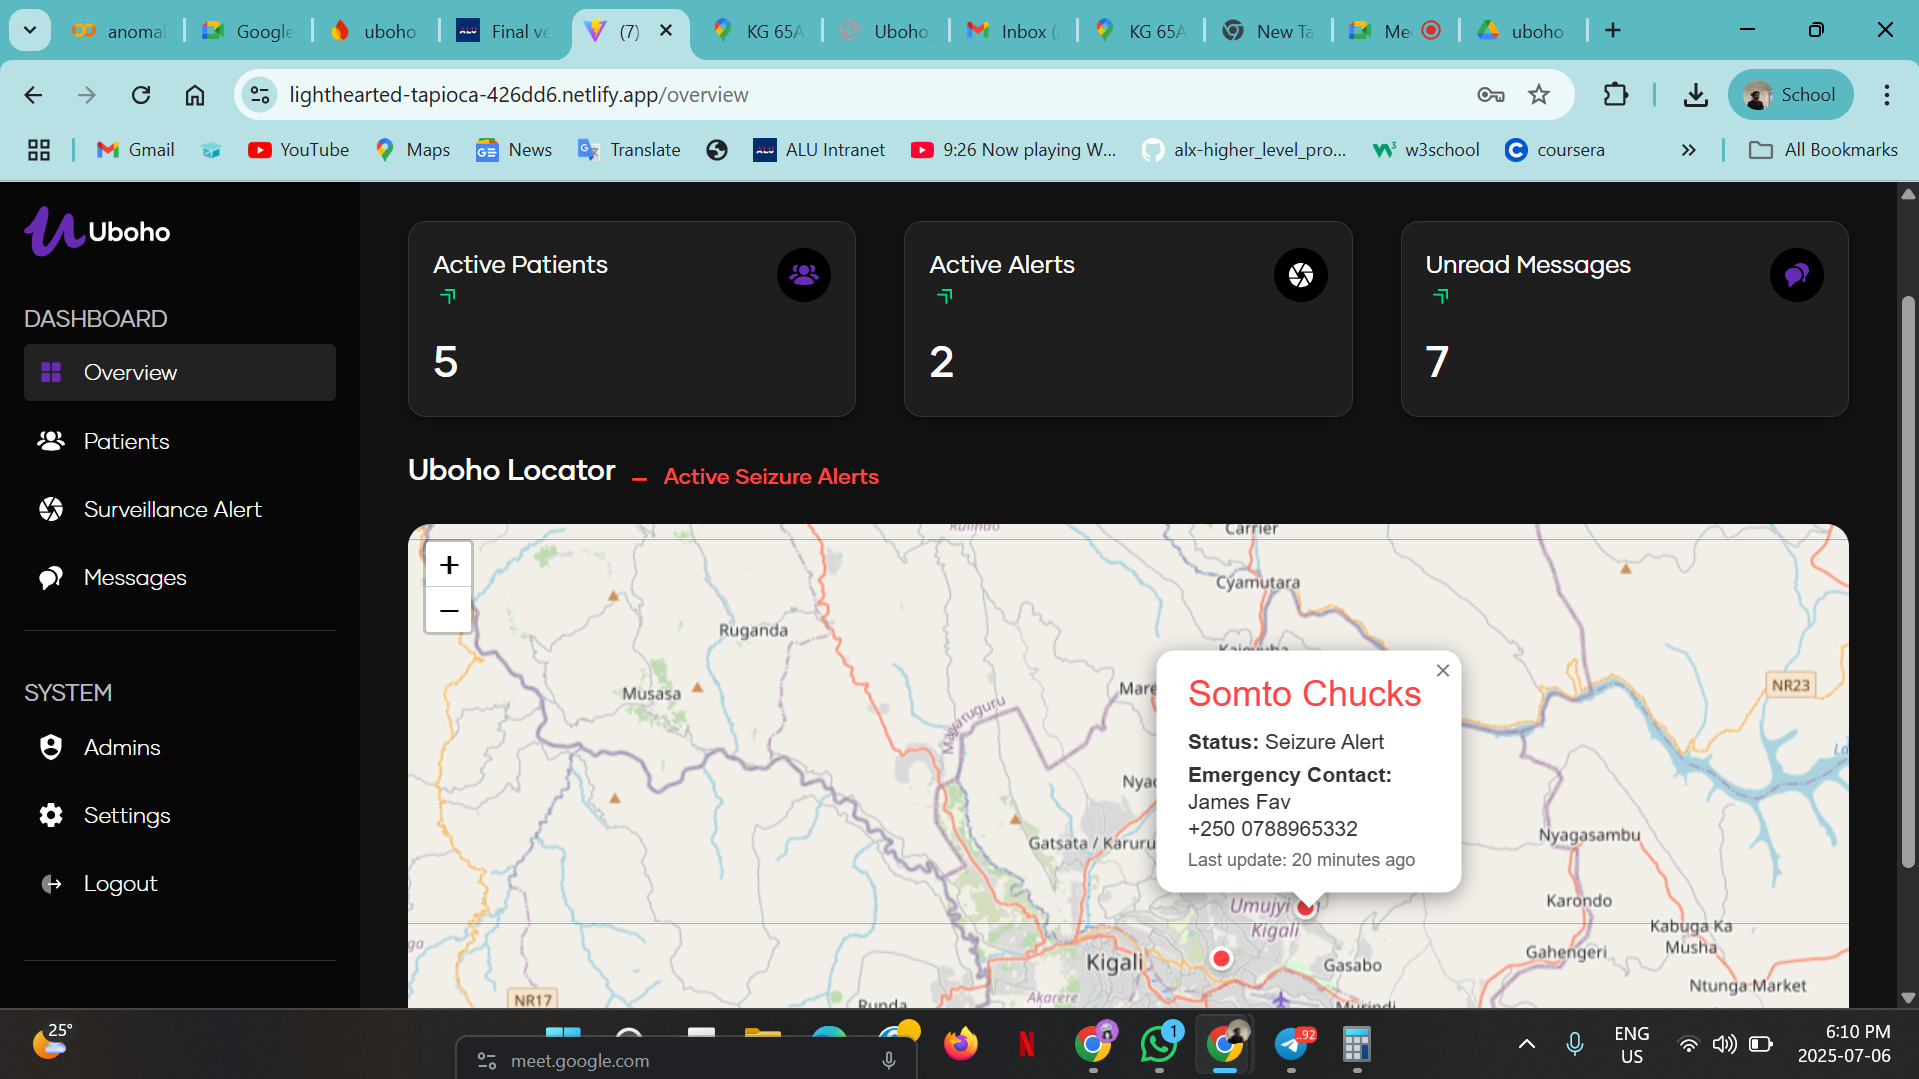 anomal
Google
uboho
Final ve
(7)
KG 65A
Uboho
Inbox (
KG 65A
New Ta
Me
uboho
lighthearted-tapioca-426dd6.netlify.app/overview
School
Gmail
YouTube
Maps
News
Translate
ALU Intranet
9:26 Now playing W...
alx-higher_level_pro...
w3school
coursera
All Bookmarks
Uboho
DASHBOARD
Overview
Patients
Surveillance Alert
Messages
SYSTEM
Admins
Settings
Logout
Active Patients
5
Active Alerts
2
Unread Messages
7
Uboho Locator
Active Seizure Alerts
+
−
Rulindo
Carrier
Cyamutara
Ruganda
Musasa
Mare
Mayaruguru
NR23
Nyac
Gatsata / Karuru
Somto Chucks
Status: Seizure Alert
Emergency Contact:
James Fav
+250 0788965332
Last update: 20 minutes ago
Nyagasambu
Karondo
Kabuga Ka
Musha
Gahengeri
Umujyi
Kigali
Kigali
Gasabo
Ntunga Market
NR17
Runda
Akarere
25°
meet.google.com
1
92
ENG
US
6:10 PM
2025-07-06